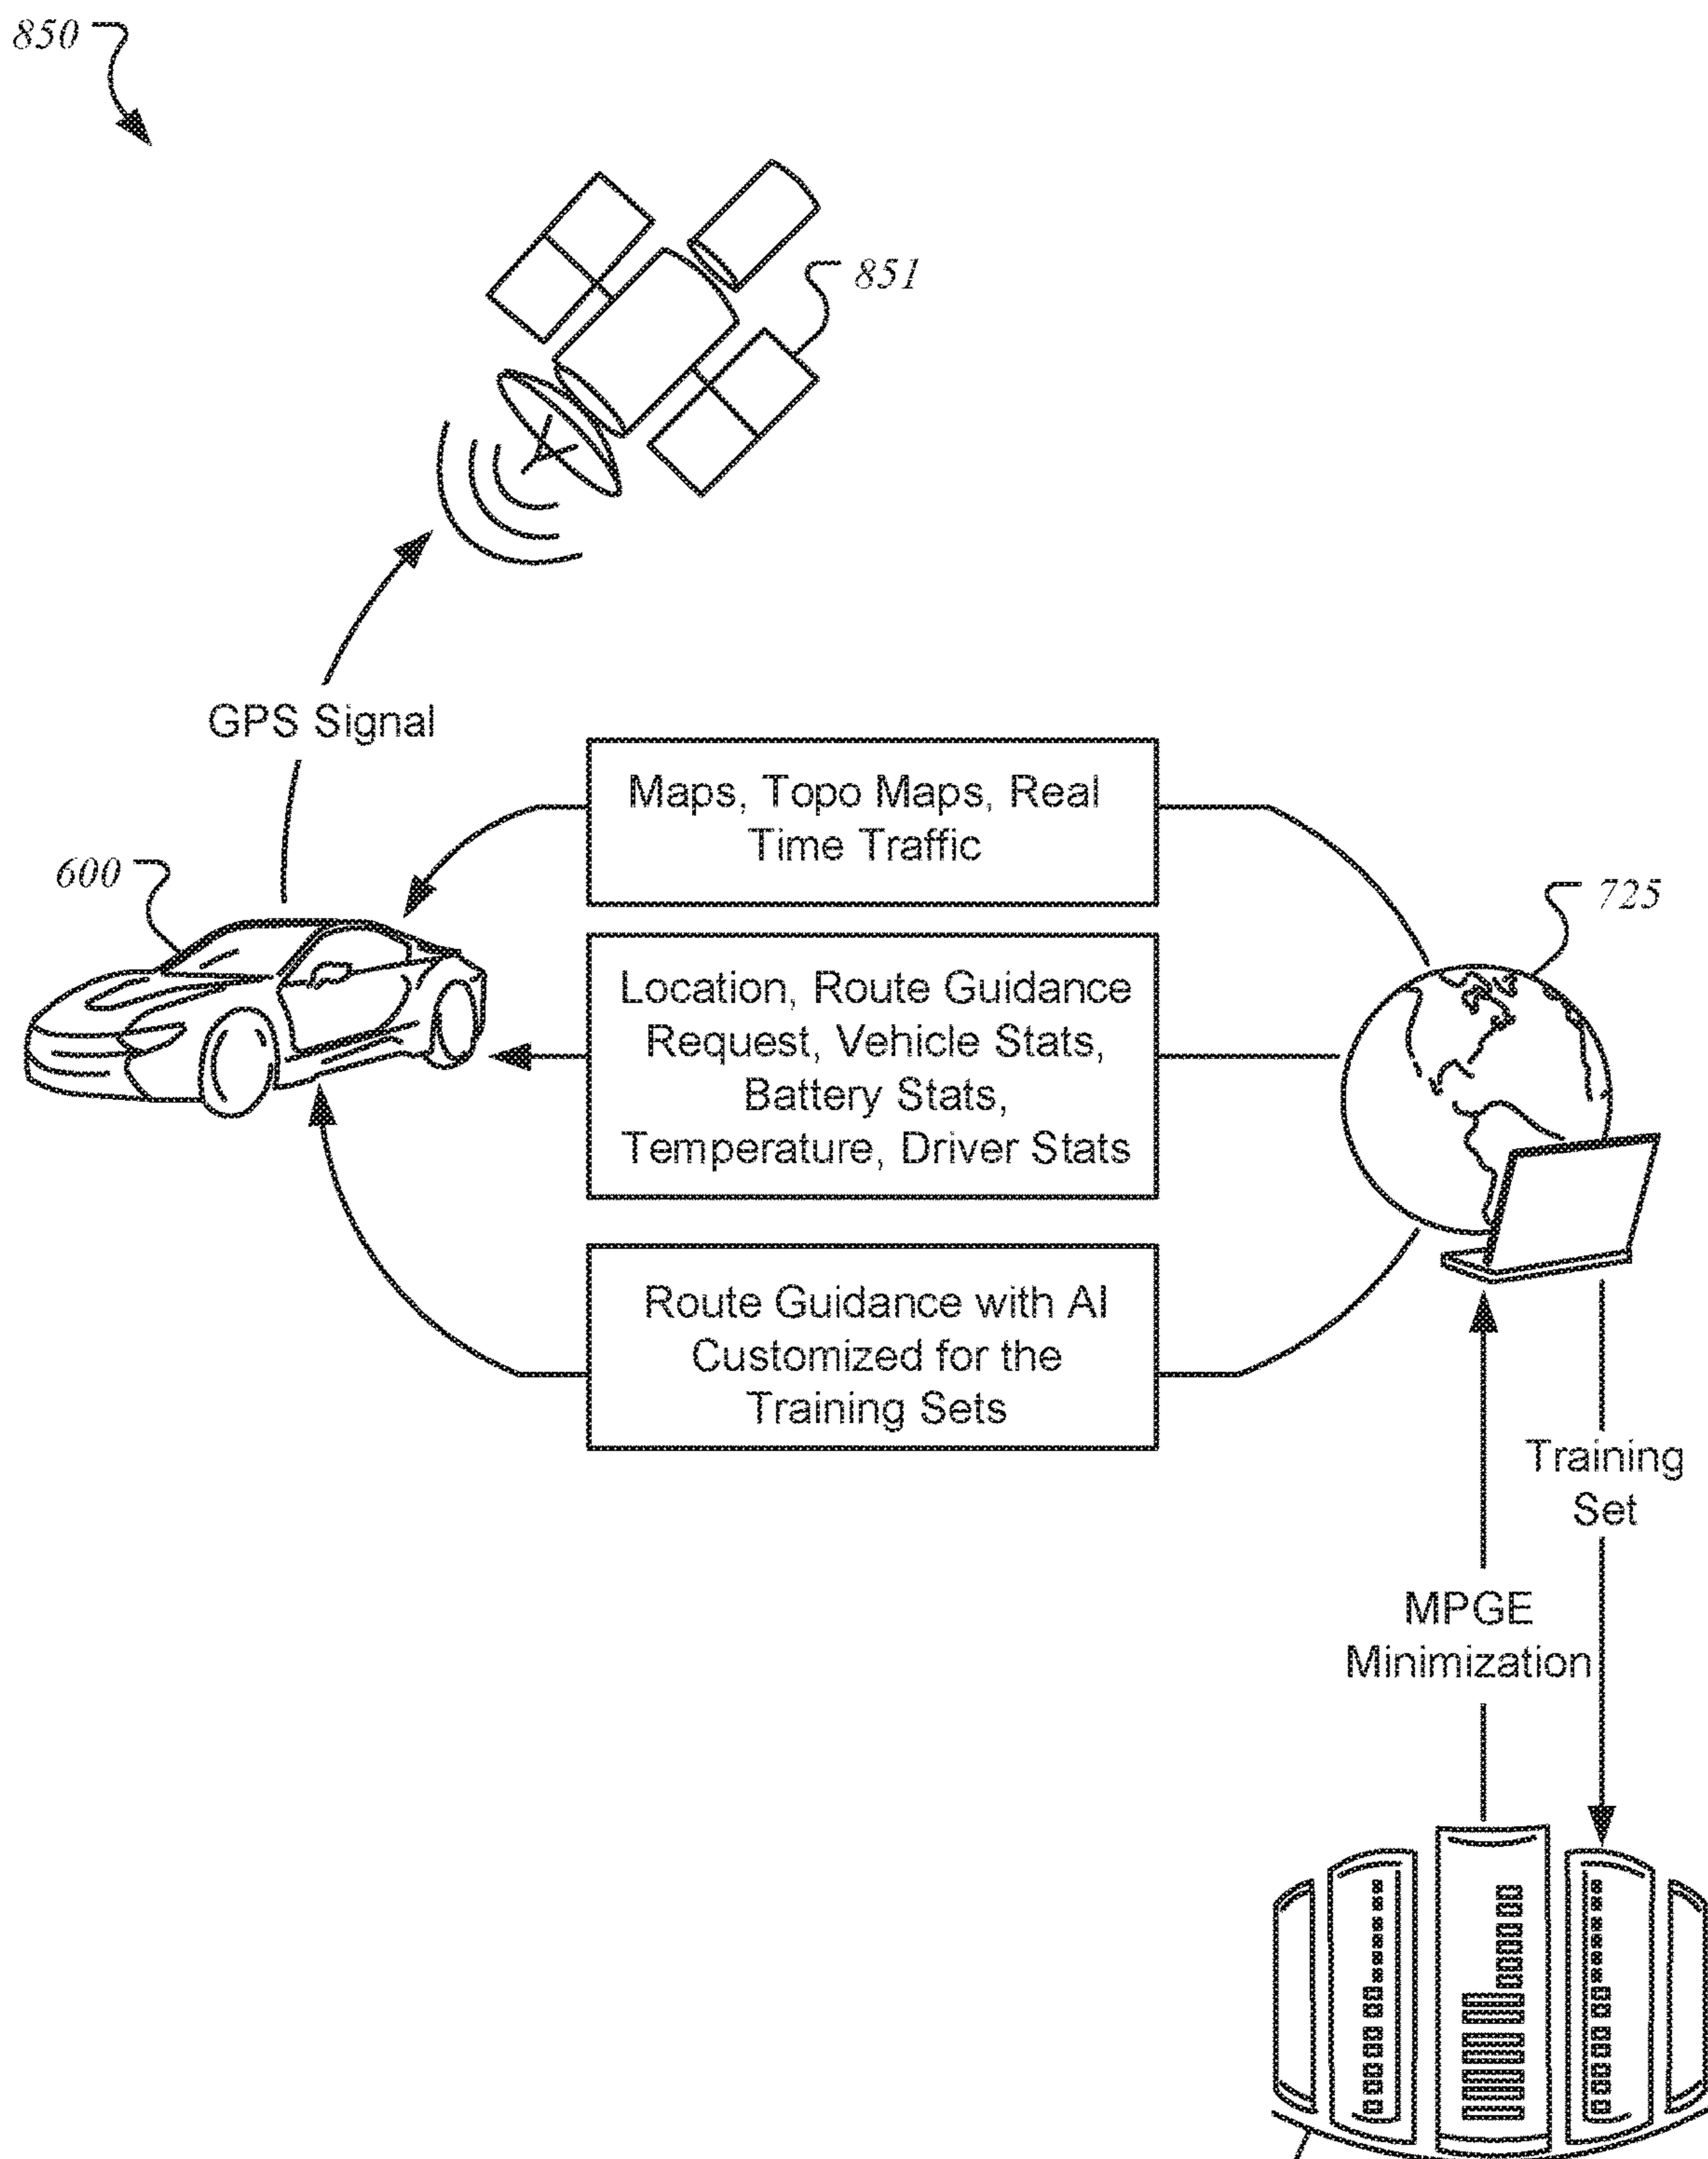 850
851
GPS Signal
Maps, Topo Maps, Real
Time Traffic
600
725
Location, Route Guidance
Request, Vehicle Stats,
Battery Stats,
Temperature, Driver Stats
Route Guidance with AI
Customized for the
Training Sets
Training
Set
MPGE
Minimization